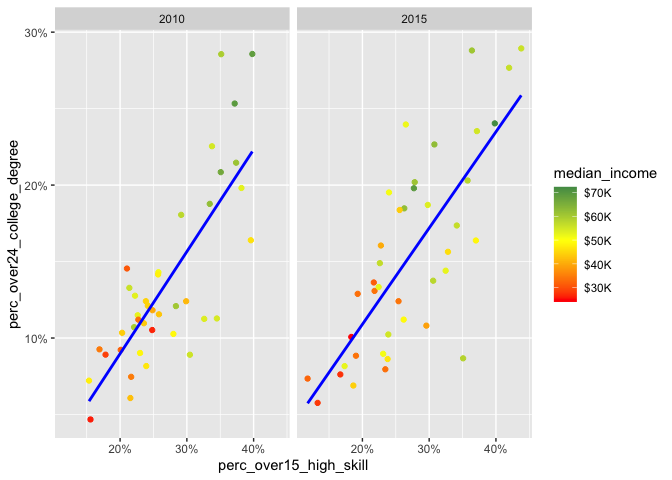 2010 2015
perc_over24_college_degree
30%
20%
10%
20% 30% 40% 20% 30% 40%
perc_over15_high_skill
median_income
$70K
$60K
$50K
$40K
$30K